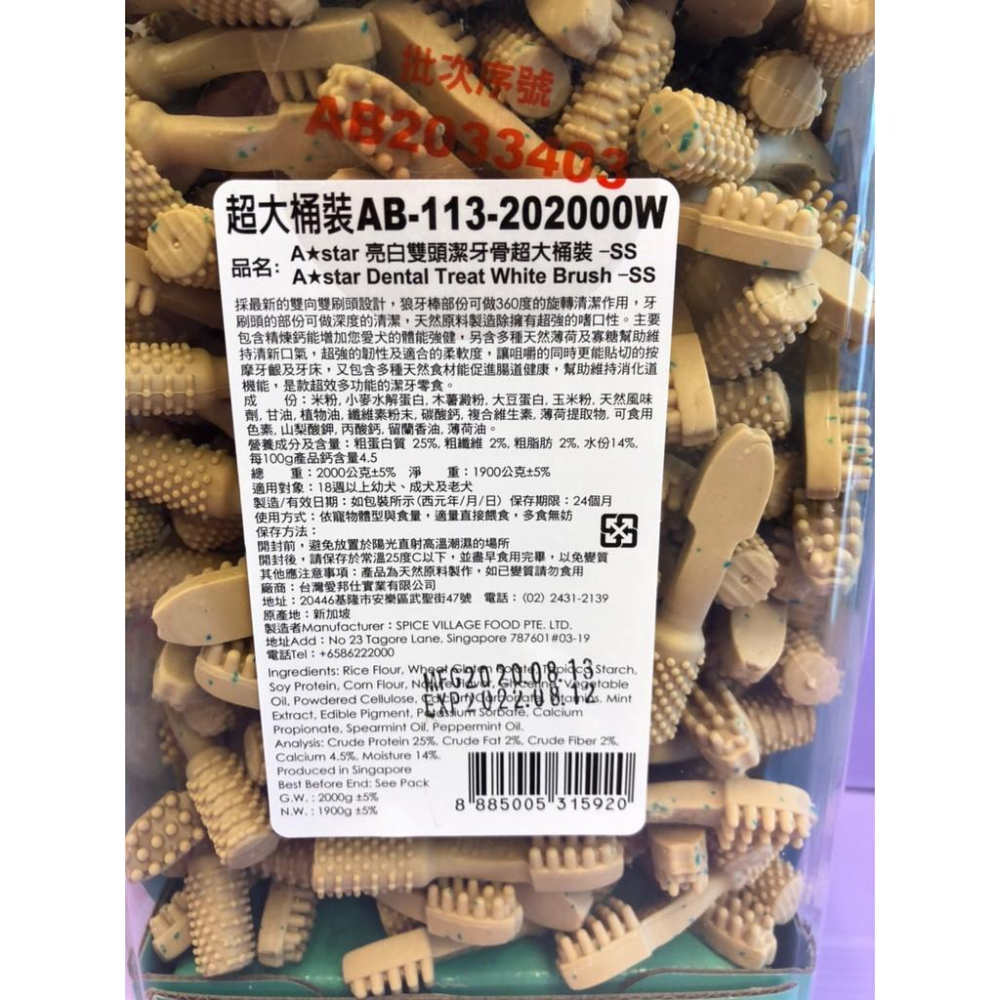 批次序號
AB2033403
超大桶裝AB-113-202000W
品名: A★star 亮白雙頭潔牙骨超大桶裝 –SS
A★star Dental Treat White Brush –SS
採最新的雙向雙刷頭設計，狼牙棒部份可做360度的旋轉清潔作用，牙
刷頭的部份可做深度的清潔，天然原料製造除擁有超強的嗜口性。主要
包含精煉鈣能增加您愛犬的體能強健，另含多種天然薄荷及寡糖幫助維
持清新口氣，超強的韌性及適合的柔軟度，讓咀嚼的同時更能貼切的按
摩牙齦及牙床，又包含多種天然食材能促進腸道健康，幫助維持消化道
機能，是款超效多功能的潔牙零食。
成　份：米粉, 小麥水解蛋白, 木薯澱粉, 大豆蛋白, 玉米粉, 天然風味
劑, 甘油, 植物油, 纖維素粉末, 碳酸鈣, 複合維生素, 薄荷提取物, 可食用
色素, 山梨酸鉀, 丙酸鈣, 留蘭香油, 薄荷油。
營養成分及含量：粗蛋白質 25%, 粗纖維 2%, 粗脂肪 2%, 水份14%,
每100g產品鈣含量4.5
總　重：2000公克±5%　淨　重：1900公克±5%
適用對象：18週以上幼犬、成犬及老犬
製造/有效日期：如包裝所示(西元年/月/日) 保存期限：24個月
使用方式：依寵物體型與食量，適量直接餵食，多食無妨
保存方法：
開封前，避免放置於陽光直射高溫潮濕的場所
開封後，請保存於常溫25度C以下，並盡早食用完畢，以免變質
其他應注意事項：產品為天然原料製作，如已變質請勿食用
廠商：台灣愛邦仕實業有限公司
地址：20446基隆市安樂區武聖街47號　電話：(02) 2431-2139
原產地：新加坡
製造者Manufacturer：SPICE VILLAGE FOOD PTE. LTD.
地址Add：No 23 Tagore Lane, Singapore 787601 #03-19
電話Tel：+6586222000
Ingredients: Rice Flour, Wheat Gluten Tapioca Starch,
Soy Protein, Corn Flour, Natural Flavor, Glycerine, Vegetable
Oil, Powdered Cellulose, Calcium Carbonate, Vitamins, Mint
Extract, Edible Pigment, Potassium Sorbate, Calcium
Propionate, Spearmint Oil, Peppermint Oil.
MFG2020.08.13
EXP2022.08.12
Analysis: Crude Protein 25%, Crude Fat 2%, Crude Fiber 2%,
Calcium 4.5%, Moisture 14%.
Produced in Singapore
Best Before End: See Pack
G.W. : 2000g ±5%
N.W. : 1900g ±5%
8 885005 315920